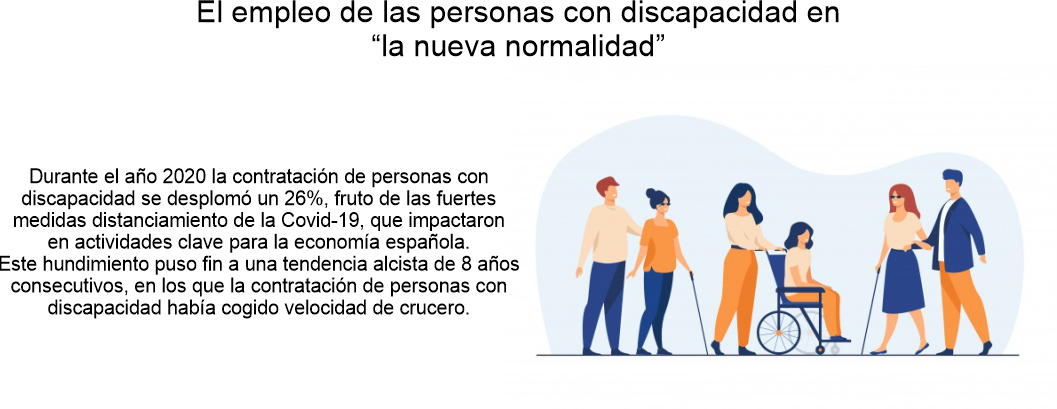 El empleo de las personas con discapacidad en
“la nueva normalidad”
Durante el año 2020 la contratación de personas con
discapacidad se desplomó un 26%, fruto de las fuertes
medidas distanciamiento de la Covid-19, que impactaron
en actividades clave para la economía española.
Este hundimiento puso fin a una tendencia alcista de 8 años
consecutivos, en los que la contratación de personas con
discapacidad había cogido velocidad de crucero.